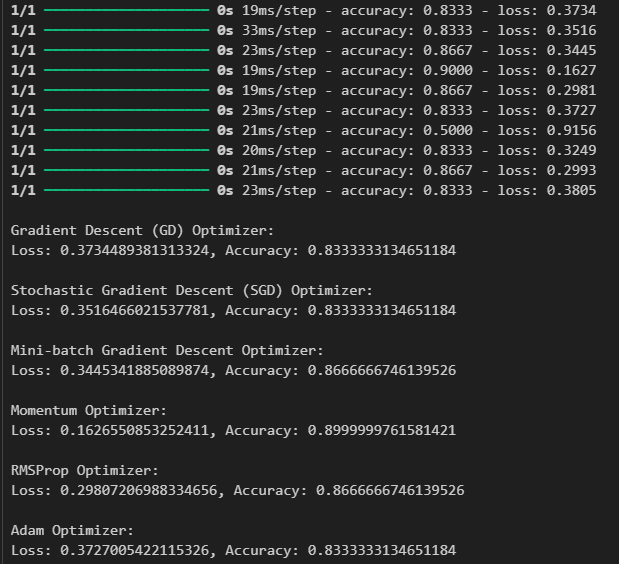 1/1 ━━━━━━━━━━━━━━━━━━━━ 0s 19ms/step - accuracy: 0.8333 - loss: 0.3734
1/1 ━━━━━━━━━━━━━━━━━━━━ 0s 33ms/step - accuracy: 0.8333 - loss: 0.3516
1/1 ━━━━━━━━━━━━━━━━━━━━ 0s 23ms/step - accuracy: 0.8667 - loss: 0.3445
1/1 ━━━━━━━━━━━━━━━━━━━━ 0s 19ms/step - accuracy: 0.9000 - loss: 0.1627
1/1 ━━━━━━━━━━━━━━━━━━━━ 0s 19ms/step - accuracy: 0.8667 - loss: 0.2981
1/1 ━━━━━━━━━━━━━━━━━━━━ 0s 23ms/step - accuracy: 0.8333 - loss: 0.3727
1/1 ━━━━━━━━━━━━━━━━━━━━ 0s 21ms/step - accuracy: 0.5000 - loss: 0.9156
1/1 ━━━━━━━━━━━━━━━━━━━━ 0s 20ms/step - accuracy: 0.8333 - loss: 0.3249
1/1 ━━━━━━━━━━━━━━━━━━━━ 0s 21ms/step - accuracy: 0.8667 - loss: 0.2993
1/1 ━━━━━━━━━━━━━━━━━━━━ 0s 23ms/step - accuracy: 0.8333 - loss: 0.3805
Gradient Descent (GD) Optimizer:
Loss: 0.3734489381313324, Accuracy: 0.8333333134651184
Stochastic Gradient Descent (SGD) Optimizer:
Loss: 0.3516466021537781, Accuracy: 0.8333333134651184
Mini-batch Gradient Descent Optimizer:
Loss: 0.3445341885089874, Accuracy: 0.8666666746139526
Momentum Optimizer:
Loss: 0.1626550853252411, Accuracy: 0.8999999761581421
RMSProp Optimizer:
Loss: 0.29807206988334656, Accuracy: 0.8666666746139526
Adam Optimizer:
Loss: 0.3727005422115326, Accuracy: 0.8333333134651184